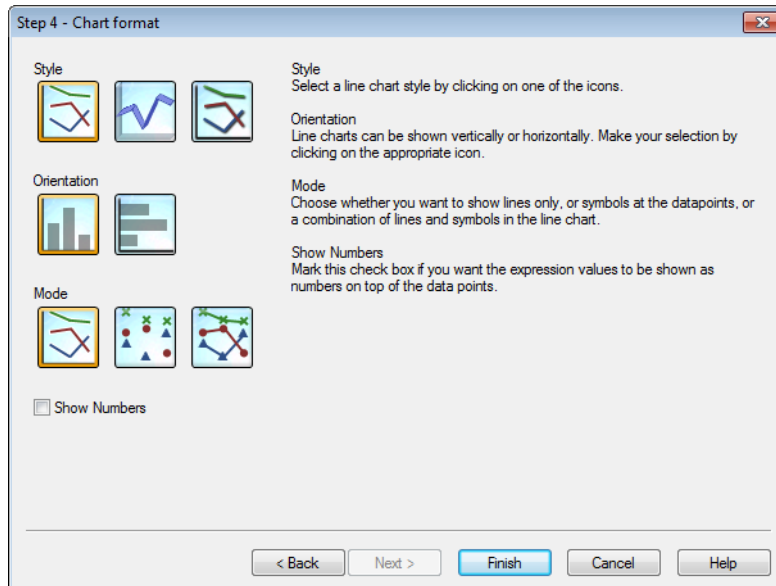 Step 4 - Chart format
Style
Orientation
Mode
Show Numbers
Style
Select a line chart style by clicking on one of the icons.
Orientation
Line charts can be shown vertically or horizontally. Make your selection by
clicking on the appropriate icon.
Mode
Choose whether you want to show lines only, or symbols at the datapoints, or
a combination of lines and symbols in the line chart.
Show Numbers
Mark this check box if you want the expression values to be shown as
numbers on top of the data points.
< Back
Next >
Finish
Cancel
Help